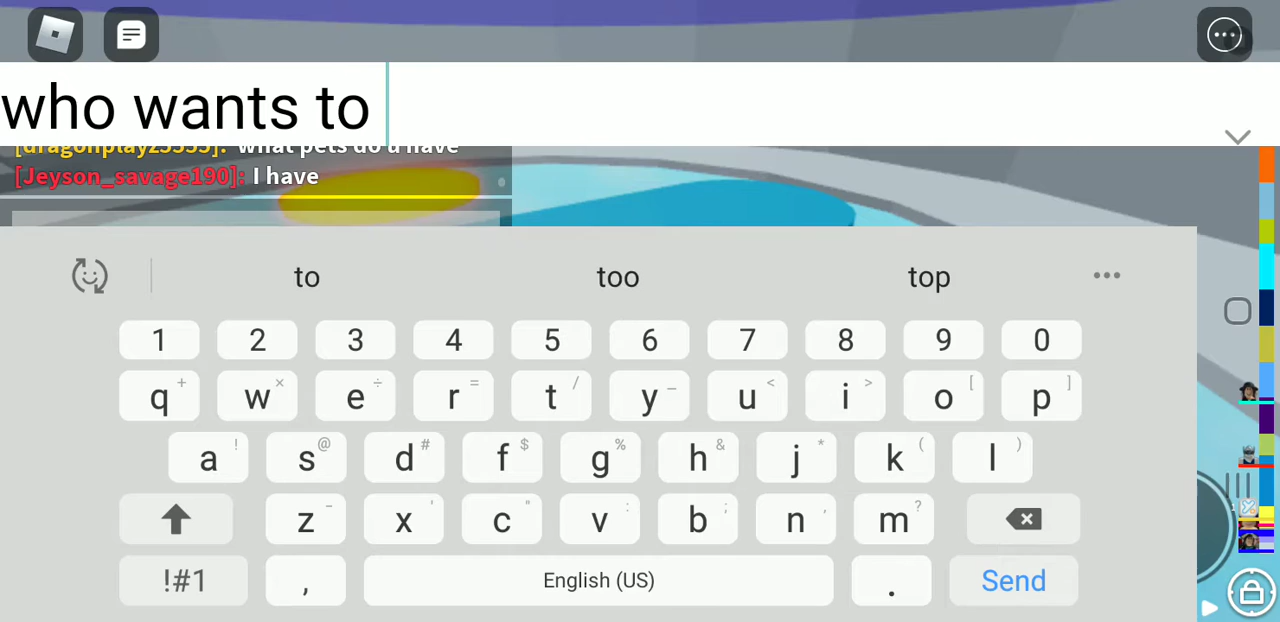 who wants to
[dragonplayz5555]: what pets do u have
[Jeyson_savage190]: I have
to too top
1 2 3 4 5 6 7 8 9 0
q + w × e ÷ r = t / y _ u < i > o [ p ]
a ! s @ d # f $ g % h & j * k ( l )
z - x ' c " v : b ; n , m ?
!#1 , English (US) . Send